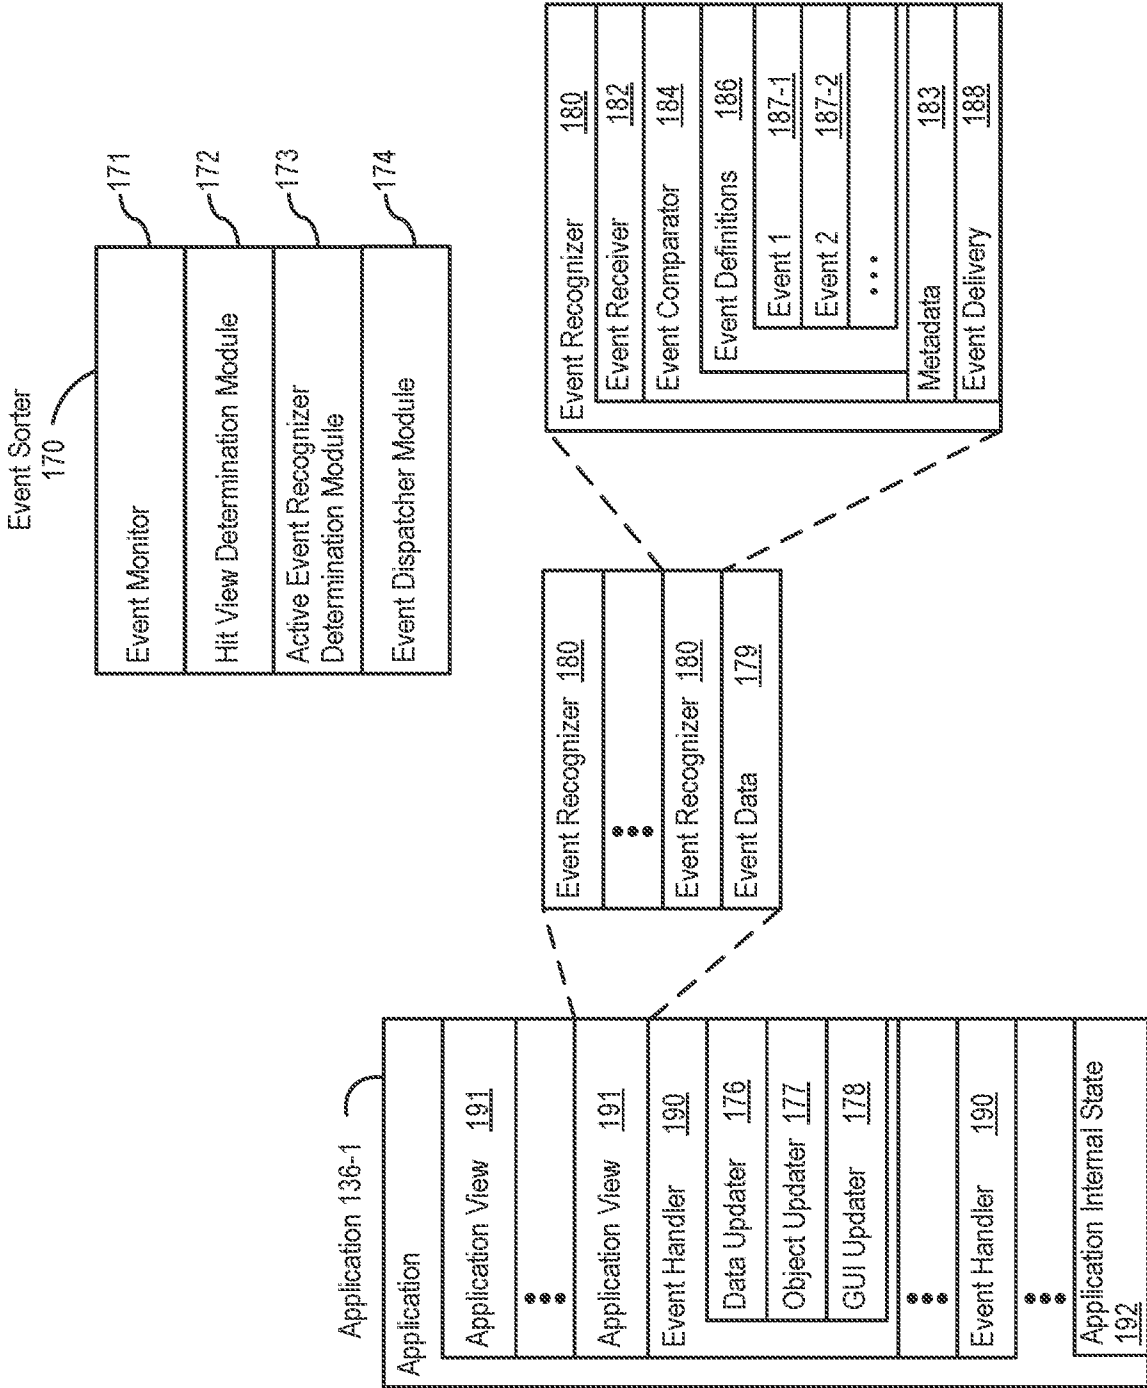 Event Sorter
170
Event Monitor
171
Hit View Determination Module
172
Active Event Recognizer
Determination Module
173
Event Dispatcher Module
174
Application 136-1
Application
Application View 191
Application View 191
Event Handler 190
Data Updater 176
Object Updater 177
GUI Updater 178
Event Handler 190
Application Internal State
192
Event Recognizer 180
Event Recognizer 180
Event Data 179
Event Recognizer 180
Event Receiver 182
Event Comparator 184
Event Definitions 186
Event 1 187-1
Event 2 187-2
Metadata 183
Event Delivery 188